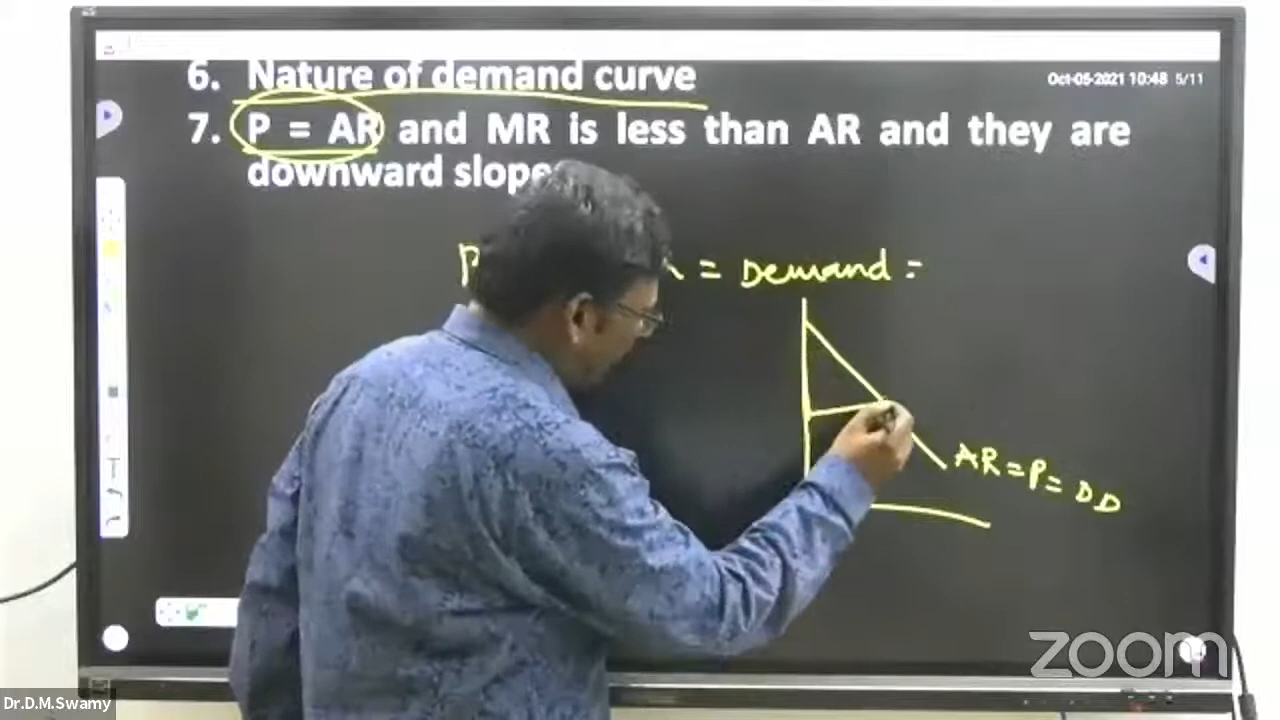 6. Nature of demand curve
Oct-05-2021 10:48 5/11
7. P = AR and MR is less than AR and they are
downward slope
P = Demand =
AR = P = DD
zoom
Dr.D.M.Swamy